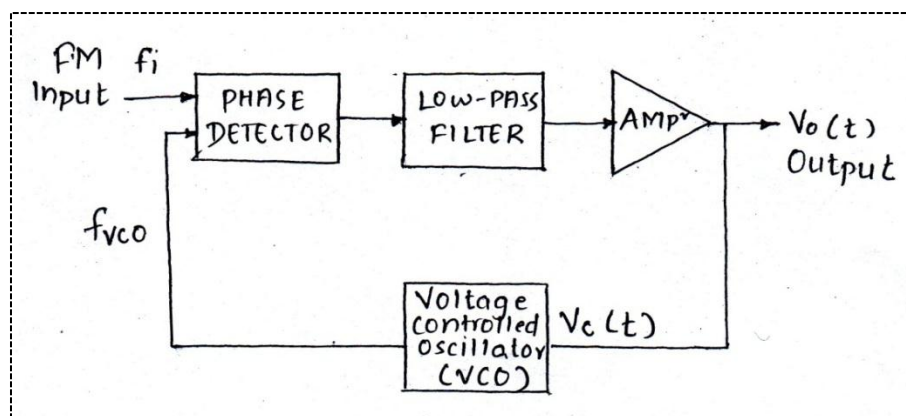 FM fi
Input
PHASE
DETECTOR
LOW-PASS
FILTER
AMPr
Vo(t)
Output
fVCO
Voltage
controlled
oscillator
(VCO)
Vc(t)